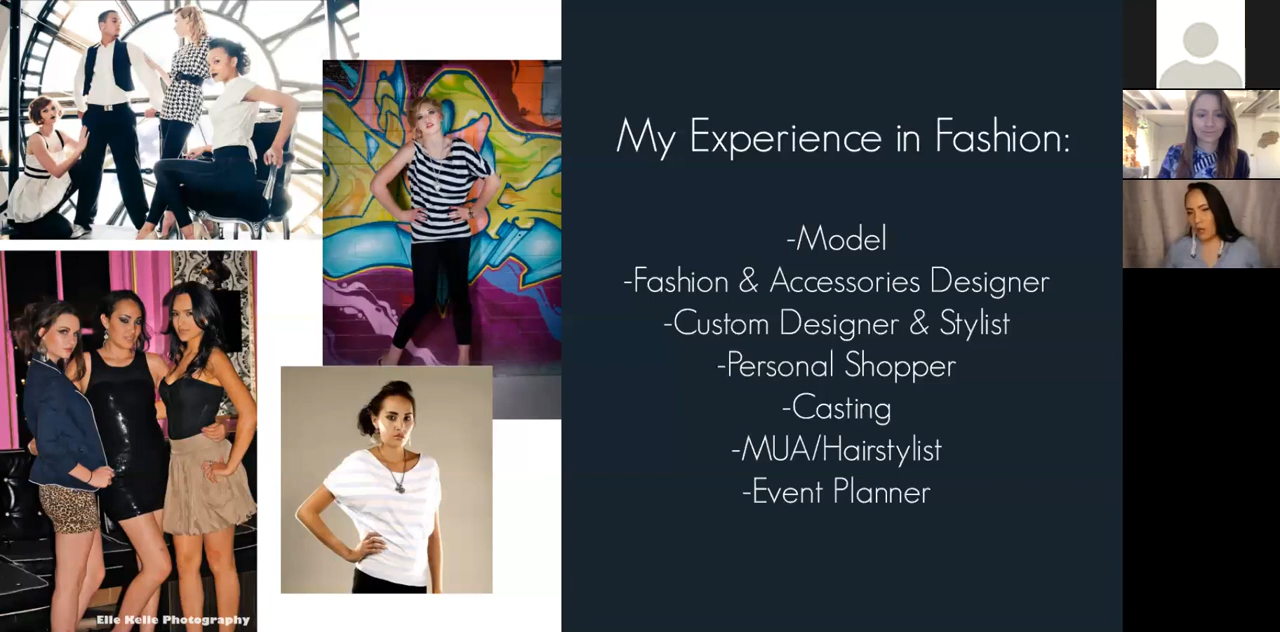 My Experience in Fashion:
-Model
-Fashion & Accessories Designer
-Custom Designer & Stylist
-Personal Shopper
-Casting
-MUA/Hairstylist
-Event Planner
Elle Kelle Photography